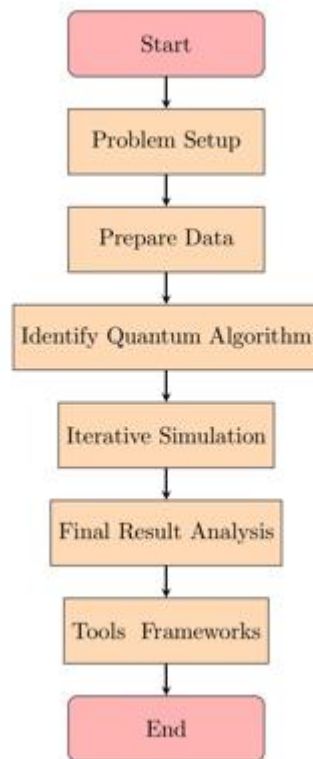 Start
Problem Setup
Prepare Data
Identify Quantum Algorithm
Iterative Simulation
Final Result Analysis
Tools Frameworks
End